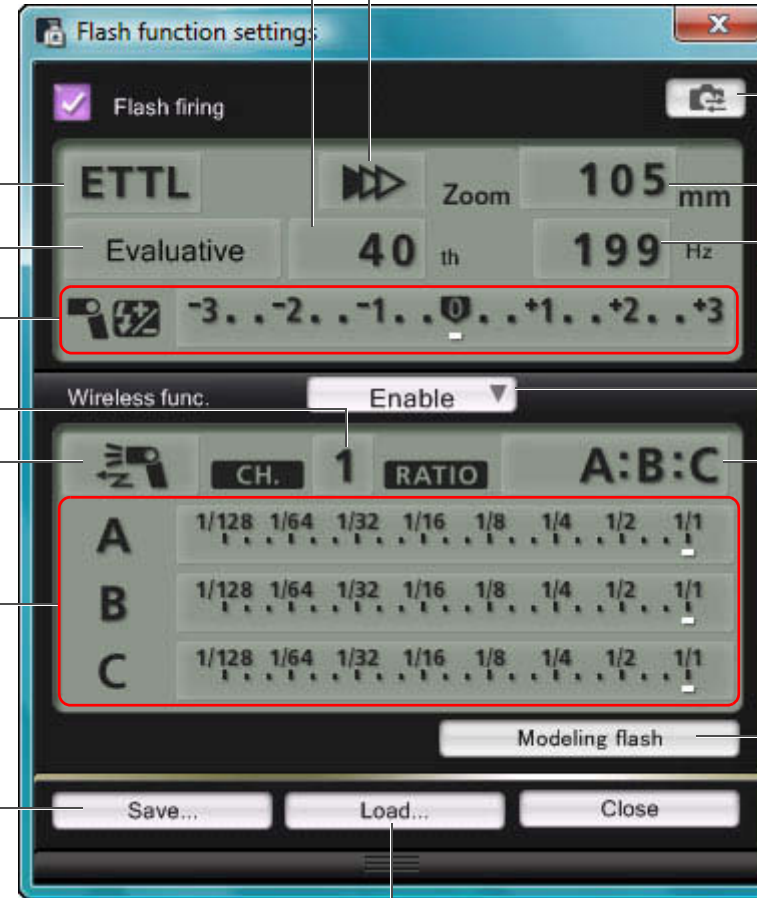 Flash function settings
Flash firing
ETTL Zoom 105 mm
Evaluative 40 th 199 Hz
-3..-2..-1..0..+1..+2..+3
Wireless func. Enable
CH. 1 RATIO A:B:C
A 1/128 1/64 1/32 1/16 1/8 1/4 1/2 1/1
B 1/128 1/64 1/32 1/16 1/8 1/4 1/2 1/1
C 1/128 1/64 1/32 1/16 1/8 1/4 1/2 1/1
Modeling flash
Save... Load... Close